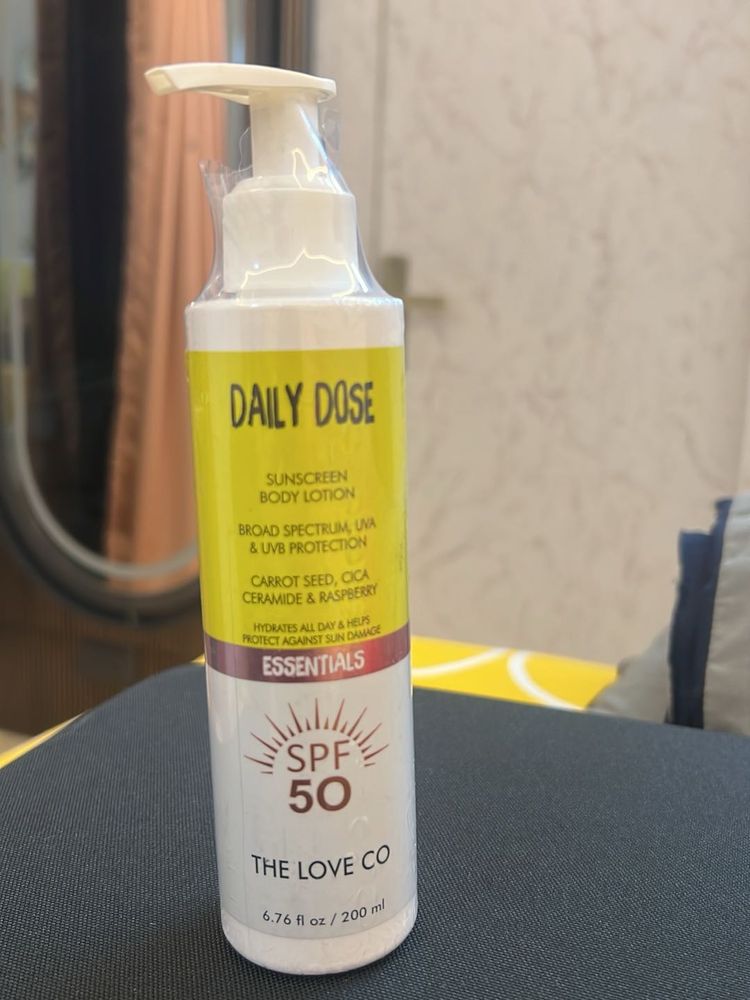 DAILY DOSE
SUNSCREEN
BODY LOTION
BROAD SPECTRUM, UVA
& UVB PROTECTION
CARROT SEED, CICA
CERAMIDE & RASPBERRY
HYDRATES ALL DAY & HELPS
PROTECT AGAINST SUN DAMAGE
ESSENTIALS
SPF
50
THE LOVE CO
6.76 fl oz / 200 ml